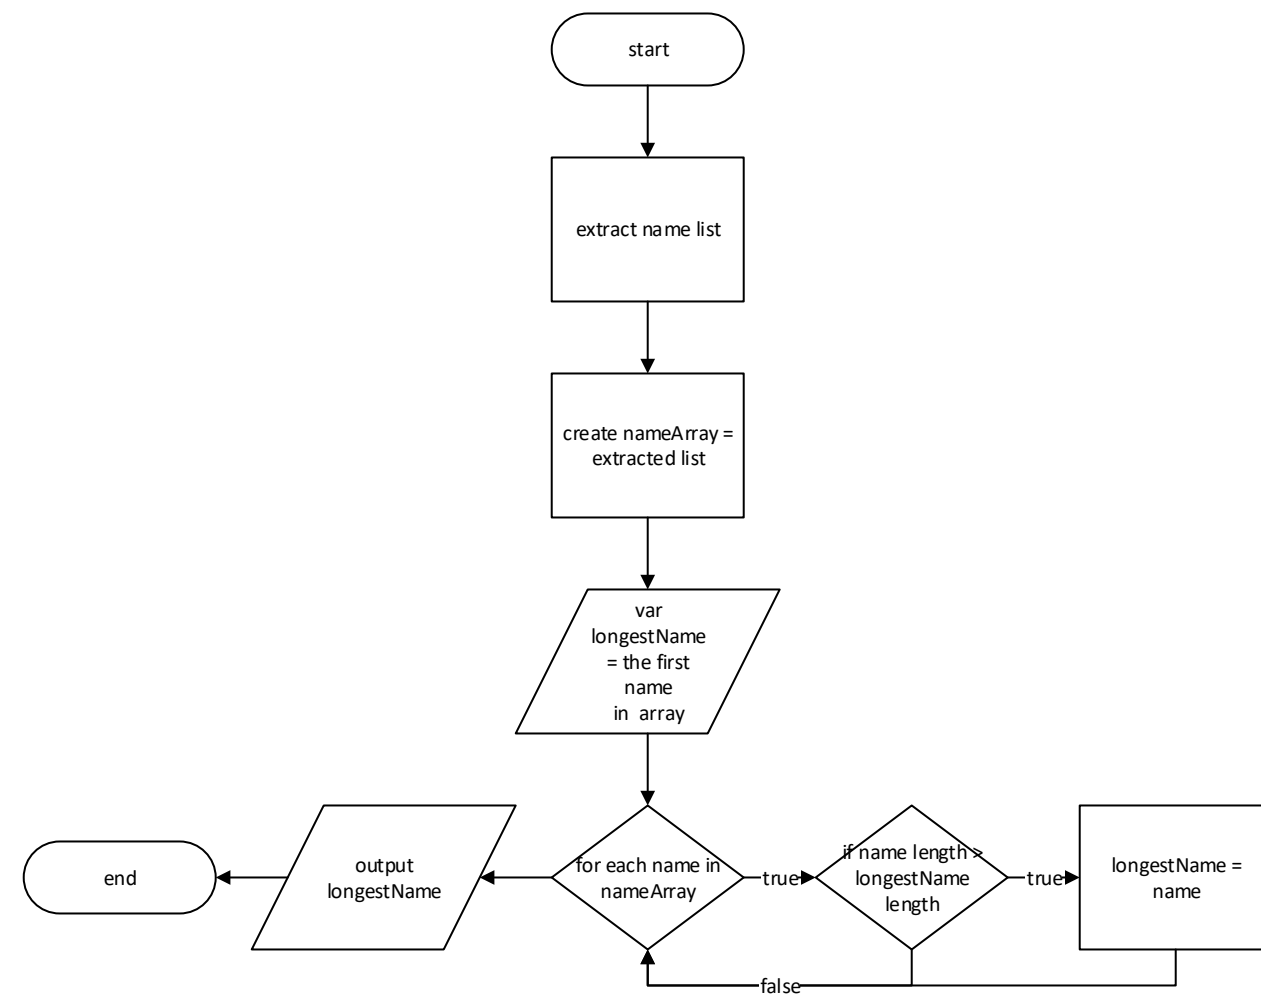 start
extract name list
create nameArray =
extracted list
var
longestName
= the first
name
in array
for each name in
nameArray
true
if name length >
longestName
length
true
longestName =
name
false
output
longestName
end